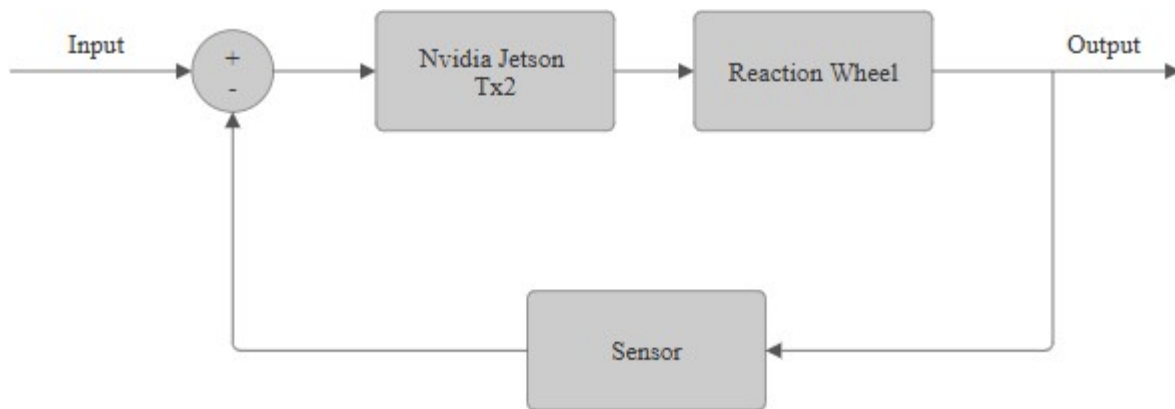 Input
+
-
Nvidia Jetson
Tx2
Reaction Wheel
Output
Sensor